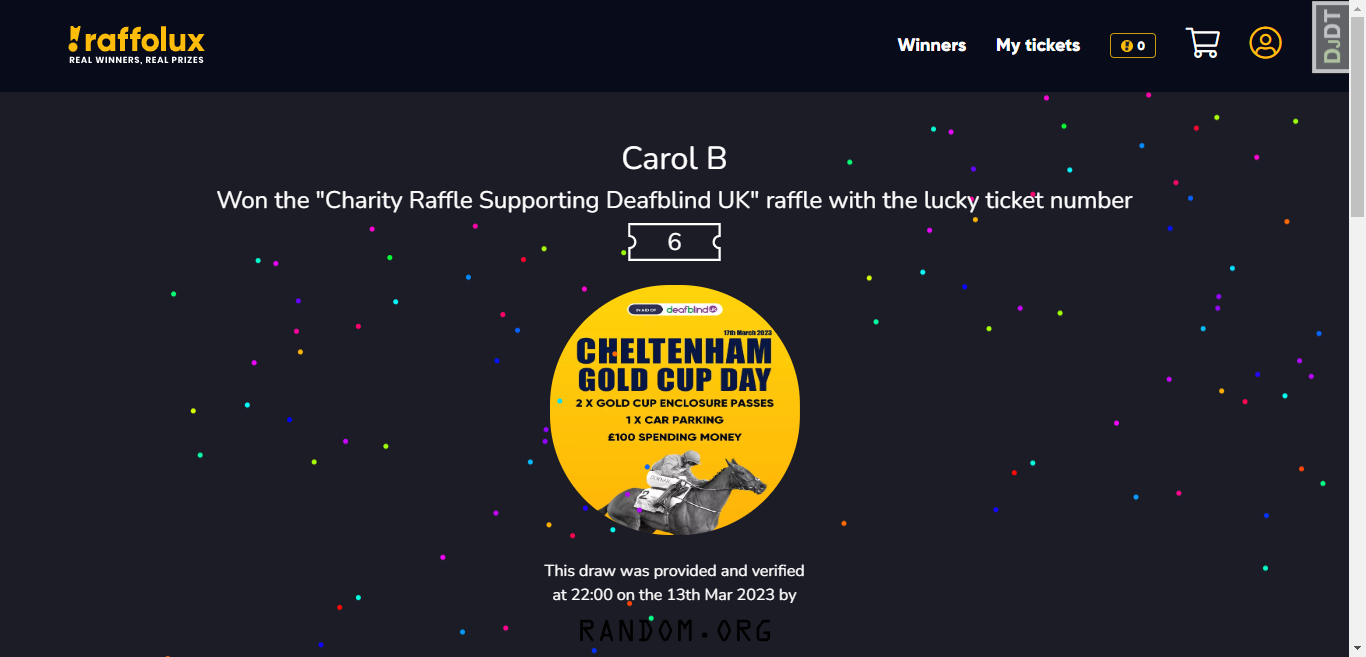 raffolux
REAL WINNERS, REAL PRIZES
Winners
My tickets
0
DjDT
Carol B
Won the "Charity Raffle Supporting Deafblind UK" raffle with the lucky ticket number
6
IN AID OF deafblind UK
17th March 2023
CHELTENHAM
GOLD CUP DAY
2 X GOLD CUP ENCLOSURE PASSES
1 X CAR PARKING
£100 SPENDING MONEY
2
This draw was provided and verified
at 22:00 on the 13th Mar 2023 by
RANDOM.ORG